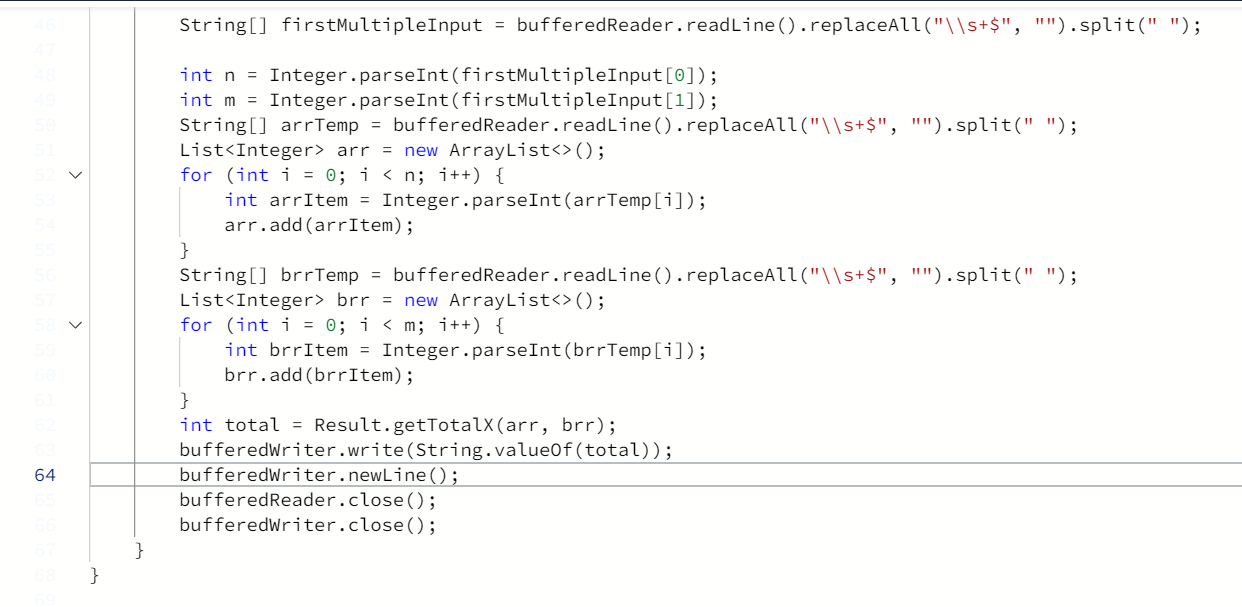 46 String[] firstMultipleInput = bufferedReader.readLine().replaceAll("\\s+$", "").split(" ");
47
48 int n = Integer.parseInt(firstMultipleInput[0]);
49 int m = Integer.parseInt(firstMultipleInput[1]);
50 String[] arrTemp = bufferedReader.readLine().replaceAll("\\s+$", "").split(" ");
51 List<Integer> arr = new ArrayList<>();
52 for (int i = 0; i < n; i++) {
53 int arrItem = Integer.parseInt(arrTemp[i]);
54 arr.add(arrItem);
55 }
56 String[] brrTemp = bufferedReader.readLine().replaceAll("\\s+$", "").split(" ");
57 List<Integer> brr = new ArrayList<>();
58 for (int i = 0; i < m; i++) {
59 int brrItem = Integer.parseInt(brrTemp[i]);
60 brr.add(brrItem);
61 }
62 int total = Result.getTotalX(arr, brr);
63 bufferedWriter.write(String.valueOf(total));
64 bufferedWriter.newLine();
65 bufferedReader.close();
66 bufferedWriter.close();
67 }
68 }
69